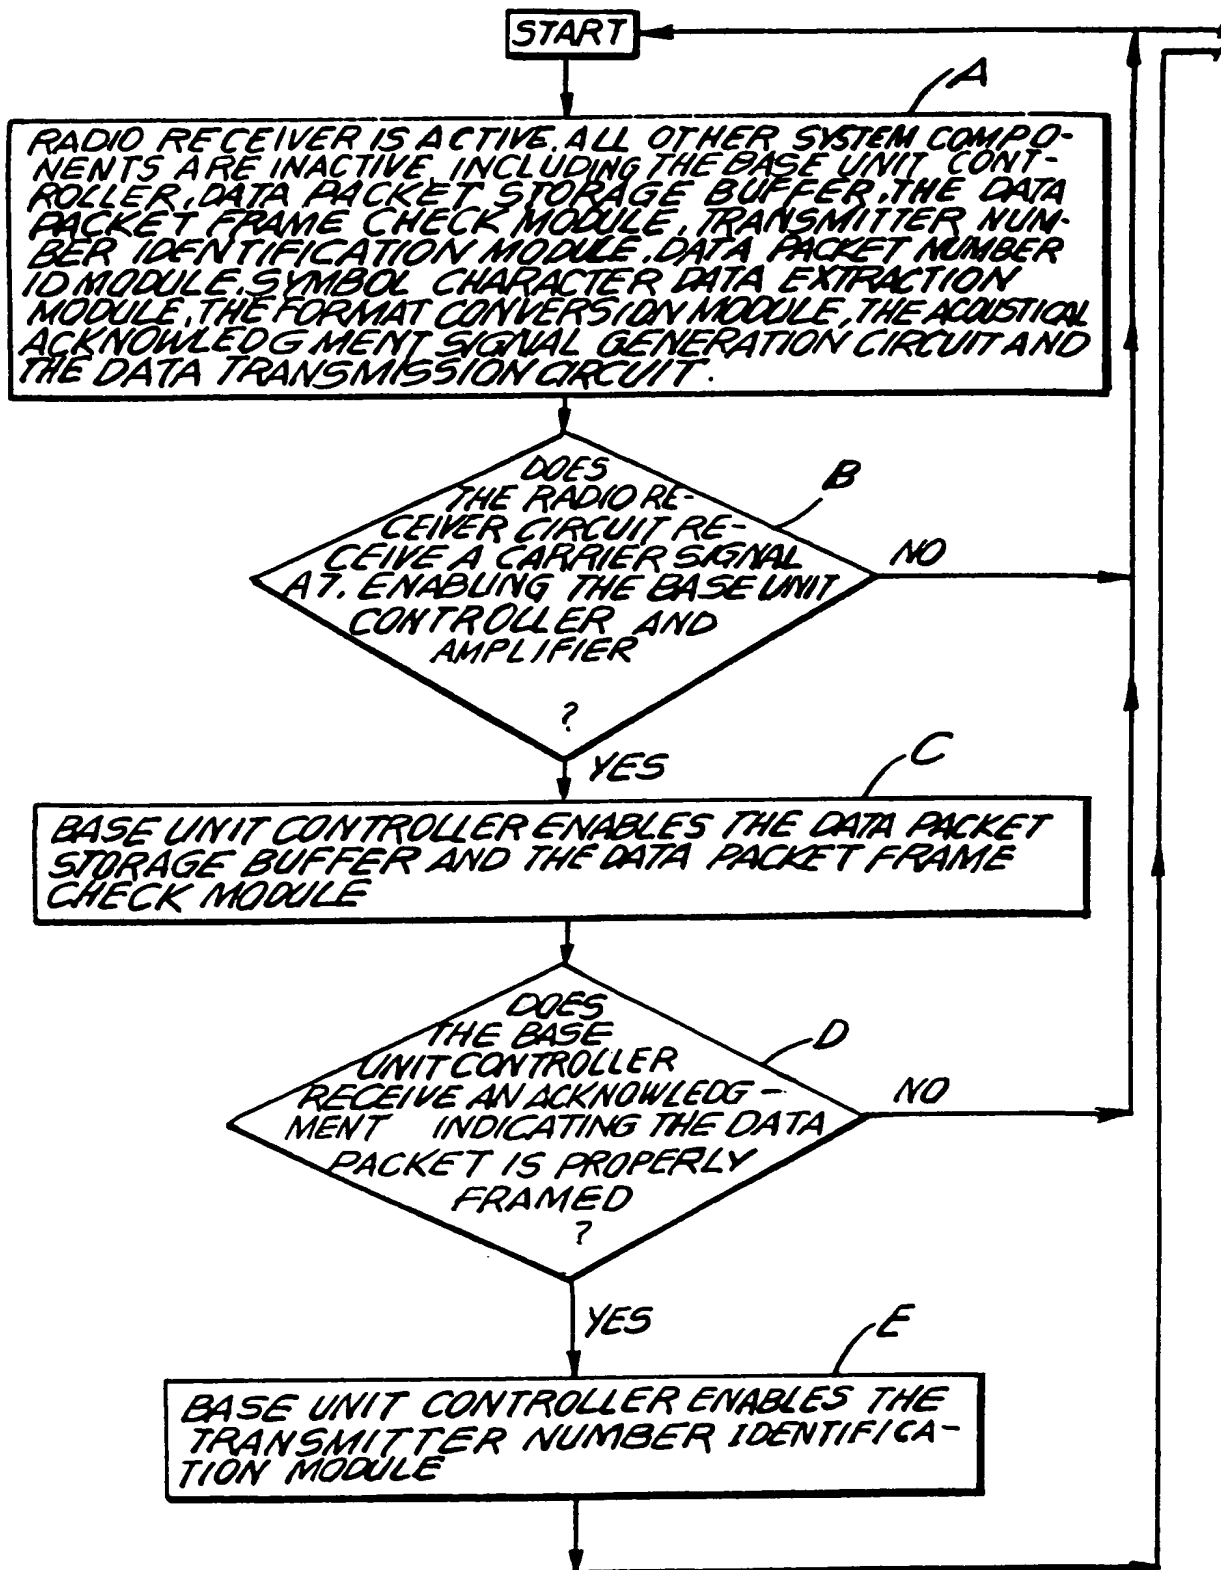 START
A
RADIO RECEIVER IS ACTIVE. ALL OTHER SYSTEM COMPO-
NENTS ARE INACTIVE, INCLUDING THE BASE UNIT CONT-
ROLLER, DATA PACKET STORAGE BUFFER, THE DATA
PACKET FRAME CHECK MODULE, TRANSMITTER NUM-
BER IDENTIFICATION MODULE, DATA PACKET NUMBER
ID MODULE, SYMBOL CHARACTER DATA EXTRACTION
MODULE, THE FORMAT CONVERSION MODULE, THE ACOUSTICAL
ACKNOWLEDG MENT SIGNAL GENERATION CIRCUIT AND
THE DATA TRANSMISSION CIRCUIT.
B
DOES
THE RADIO RE-
CEIVER CIRCUIT RE-
CEIVE A CARRIER SIGNAL
A7. ENABLING THE BASE UNIT
CONTROLLER AND
AMPLIFIER
?
NO
YES
C
BASE UNIT CONTROLLER ENABLES THE DATA PACKET
STORAGE BUFFER AND THE DATA PACKET FRAME
CHECK MODULE
D
DOES
THE BASE
UNIT CONTROLLER
RECEIVE AN ACKNOWLEDG-
MENT INDICATING THE DATA
PACKET IS PROPERLY
FRAMED
?
NO
YES
E
BASE UNIT CONTROLLER ENABLES THE
TRANSMITTER NUMBER IDENTIFICA-
TION MODULE